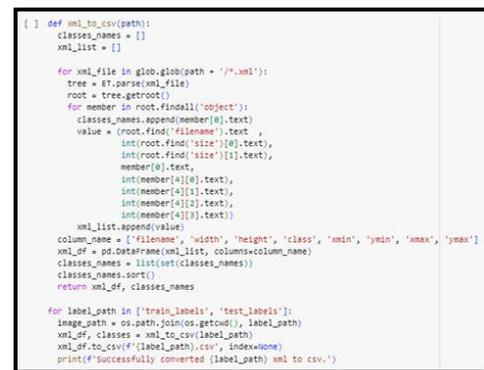 [ ] def xml_to_csv(path):
classes_names = []
xml_list = []
for xml_file in glob.glob(path + '/*.xml'):
tree = ET.parse(xml_file)
root = tree.getroot()
for member in root.findall('object'):
classes_names.append(member[0].text)
value = (root.find('filename').text ,
int(root.find('size')[0].text),
int(root.find('size')[1].text),
member[0].text,
int(member[4][0].text),
int(member[4][1].text),
int(member[4][2].text),
int(member[4][3].text))
xml_list.append(value)
column_name = ['filename', 'width', 'height', 'class', 'xmin', 'ymin', 'xmax', 'ymax']
xml_df = pd.DataFrame(xml_list, columns=column_name)
classes_names = list(set(classes_names))
classes_names.sort()
return xml_df, classes_names
for label_path in ['train_labels', 'test_labels']:
image_path = os.path.join(os.getcwd(), label_path)
xml_df, classes = xml_to_csv(label_path)
xml_df.to_csv(f'{label_path}.csv', index=None)
print(f'Successfully converted {label_path} xml to csv.')